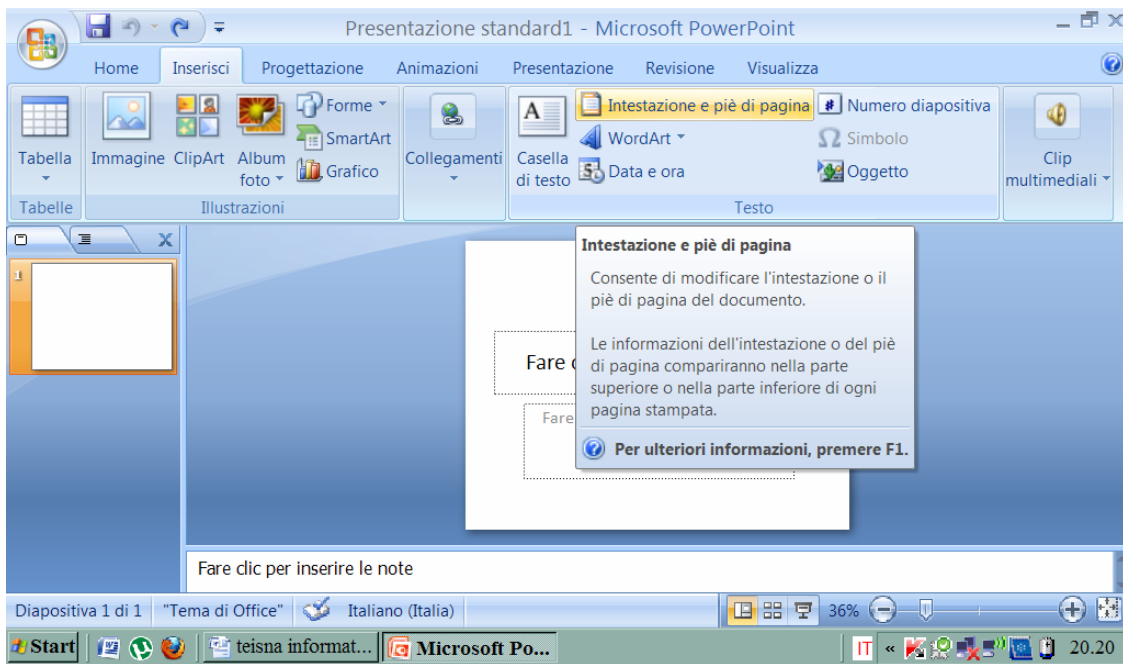 Presentazione standard1 - Microsoft PowerPoint
Home Inserisci Progettazione Animazioni Presentazione Revisione Visualizza
Tabella
Immagine
ClipArt
Album
foto
Forme
SmartArt
Grafico
Collegamenti
Casella
di testo
Intestazione e piè di pagina
WordArt
Data e ora
Numero diapositiva
Simbolo
Oggetto
Clip
multimediali
Tabelle
Illustrazioni
Testo
1
Intestazione e piè di pagina
Consente di modificare l'intestazione o il
piè di pagina del documento.
Le informazioni dell'intestazione o del piè
di pagina compariranno nella parte
superiore o nella parte inferiore di ogni
pagina stampata.
Per ulteriori informazioni, premere F1.
Fare
Fare
Fare clic per inserire le note
Diapositiva 1 di 1 "Tema di Office" Italiano (Italia) 36%
Start teisna informat... Microsoft Po... IT « 20.20